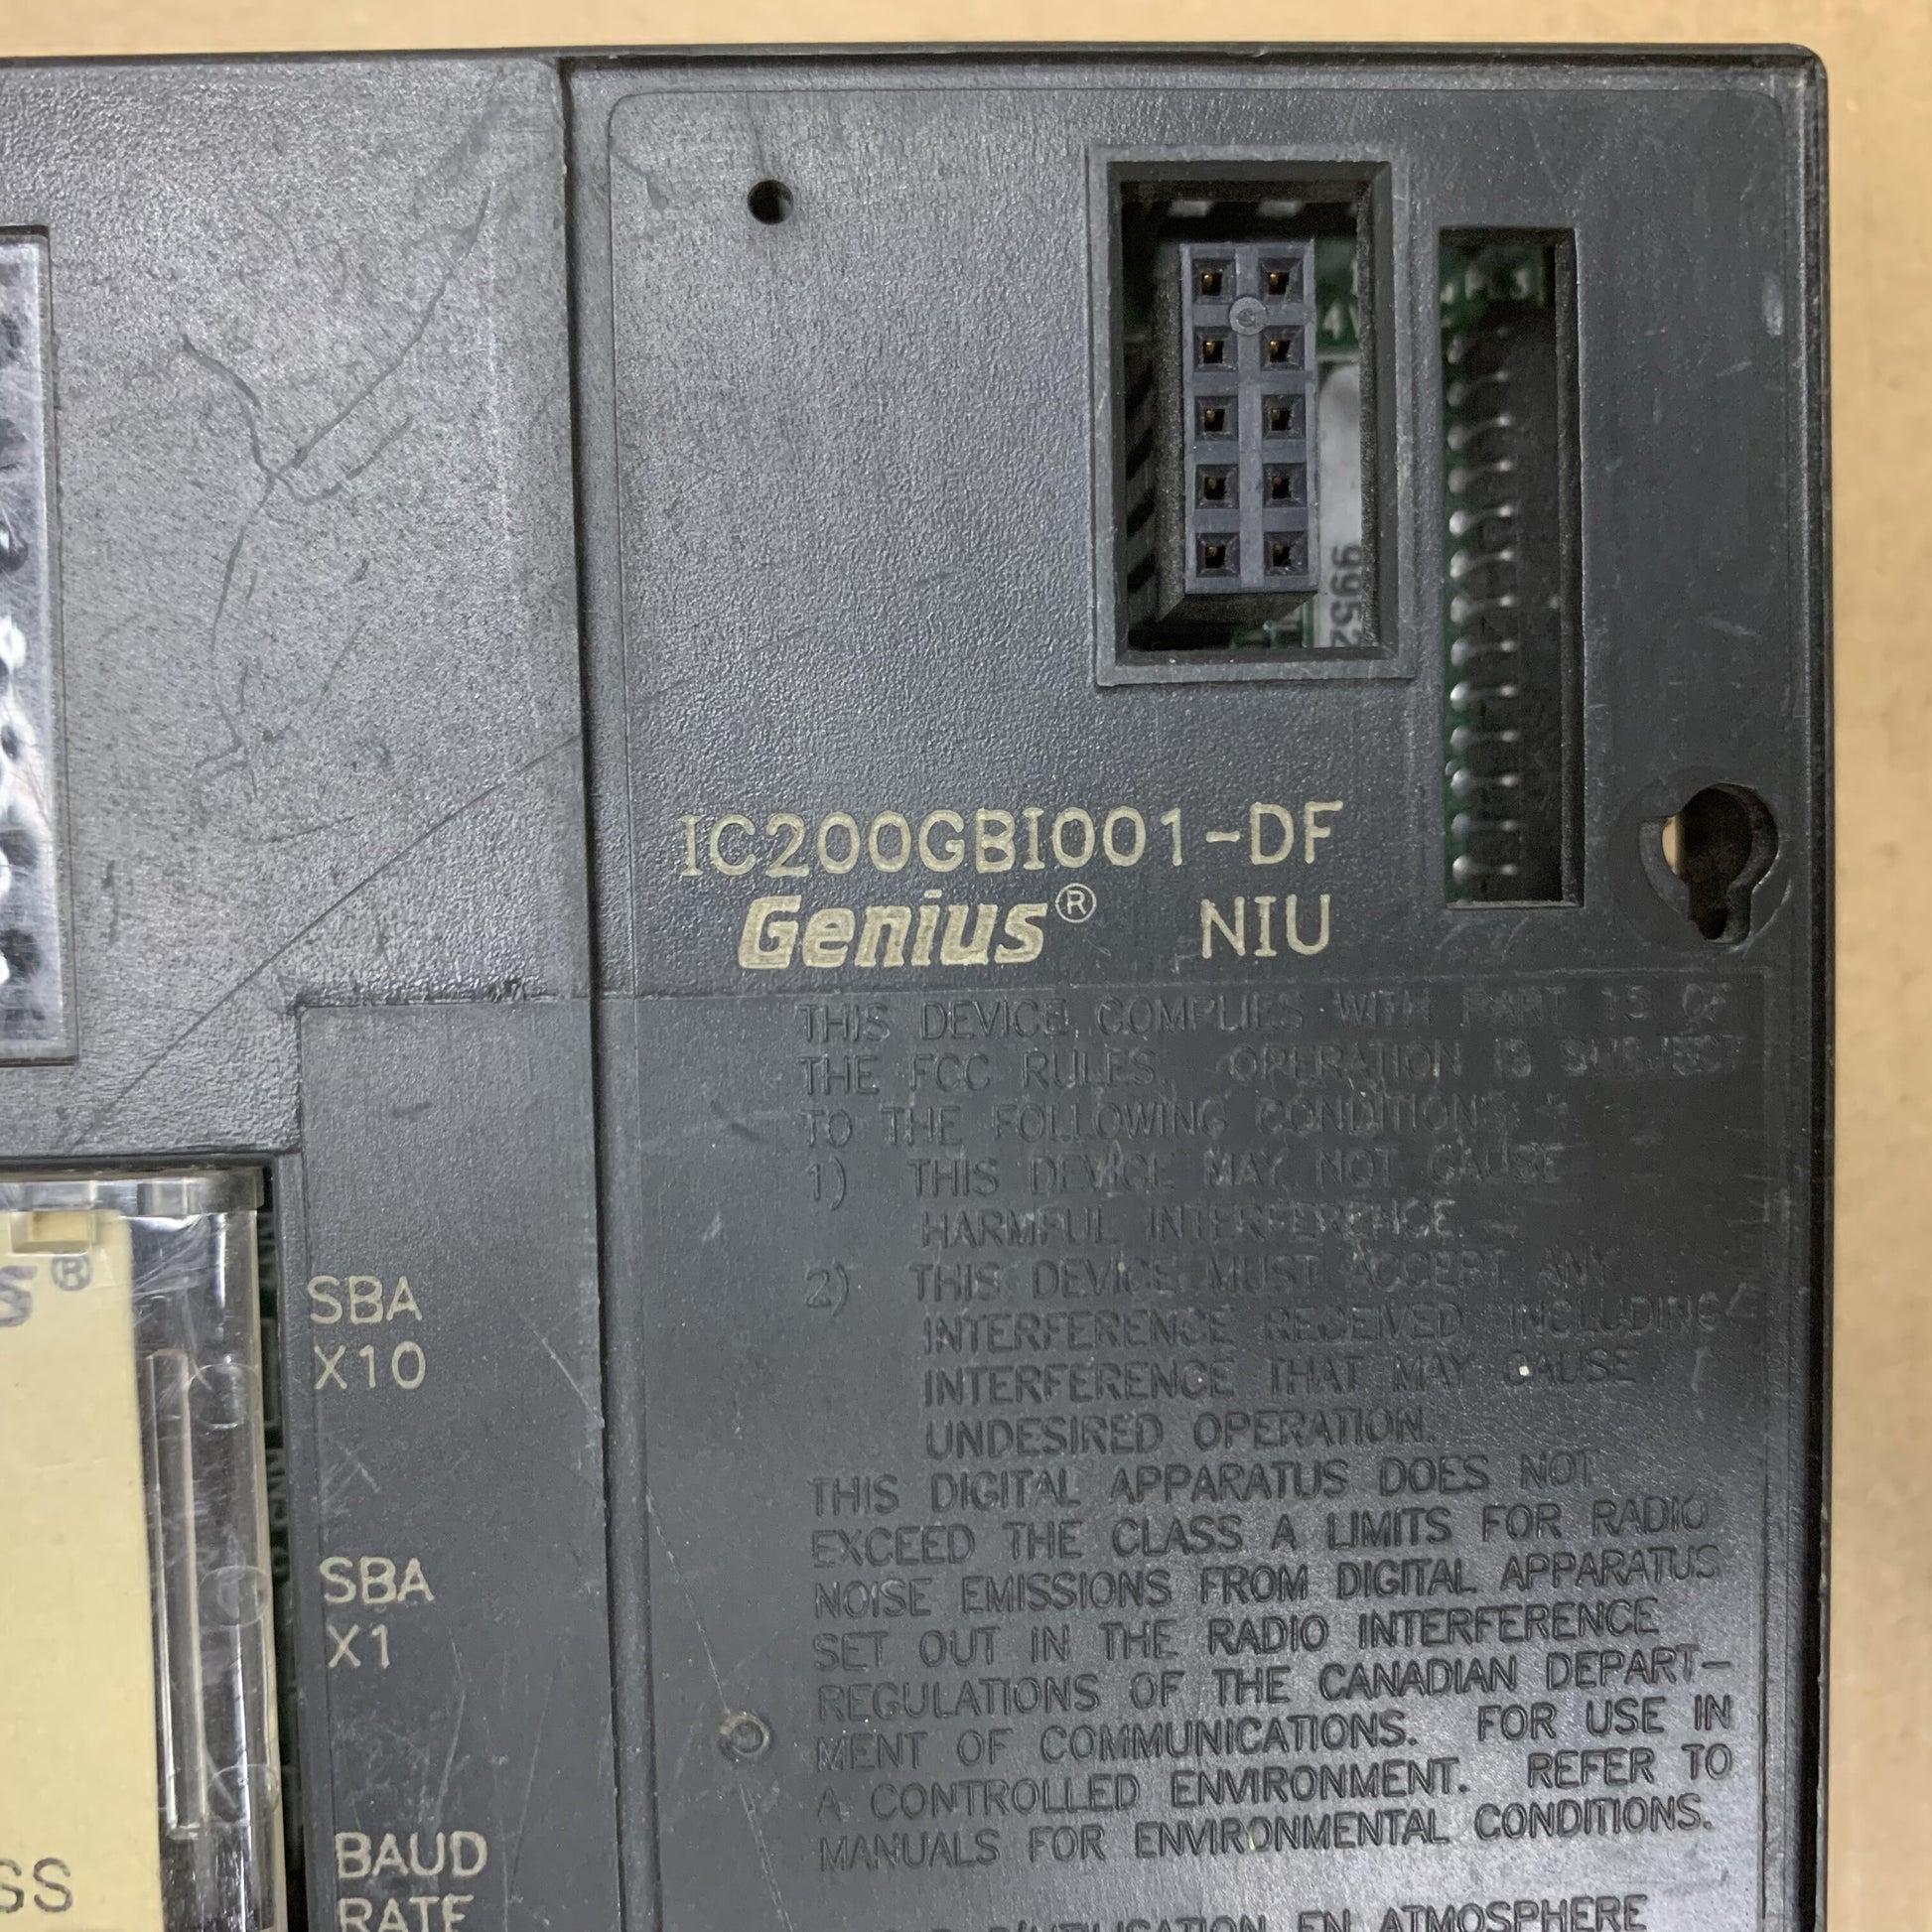 9952
IC200GBI001-DF
Genius® NIU
THIS DEVICE COMPLIES WITH PART 15 OF
THE FCC RULES. OPERATION IS SUBJECT
TO THE FOLLOWING CONDITIONS:
1) THIS DEVICE MAY NOT CAUSE
HARMFUL INTERFERENCE
2) THIS DEVICE MUST ACCEPT ANY
INTERFERENCE RECEIVED, INCLUDING
INTERFERENCE THAT MAY CAUSE
UNDESIRED OPERATION.
THIS DIGITAL APPARATUS DOES NOT
EXCEED THE CLASS A LIMITS FOR RADIO
NOISE EMISSIONS FROM DIGITAL APPARATUS
SET OUT IN THE RADIO INTERFERENCE
REGULATIONS OF THE CANADIAN DEPART-
MENT OF COMMUNICATIONS. FOR USE IN
A CONTROLLED ENVIRONMENT. REFER TO
MANUALS FOR ENVIRONMENTAL CONDITIONS.
D'UTILISATION EN ATMOSPHERE
S®
SS
SBA
X10
SBA
X1
BAUD
RATE